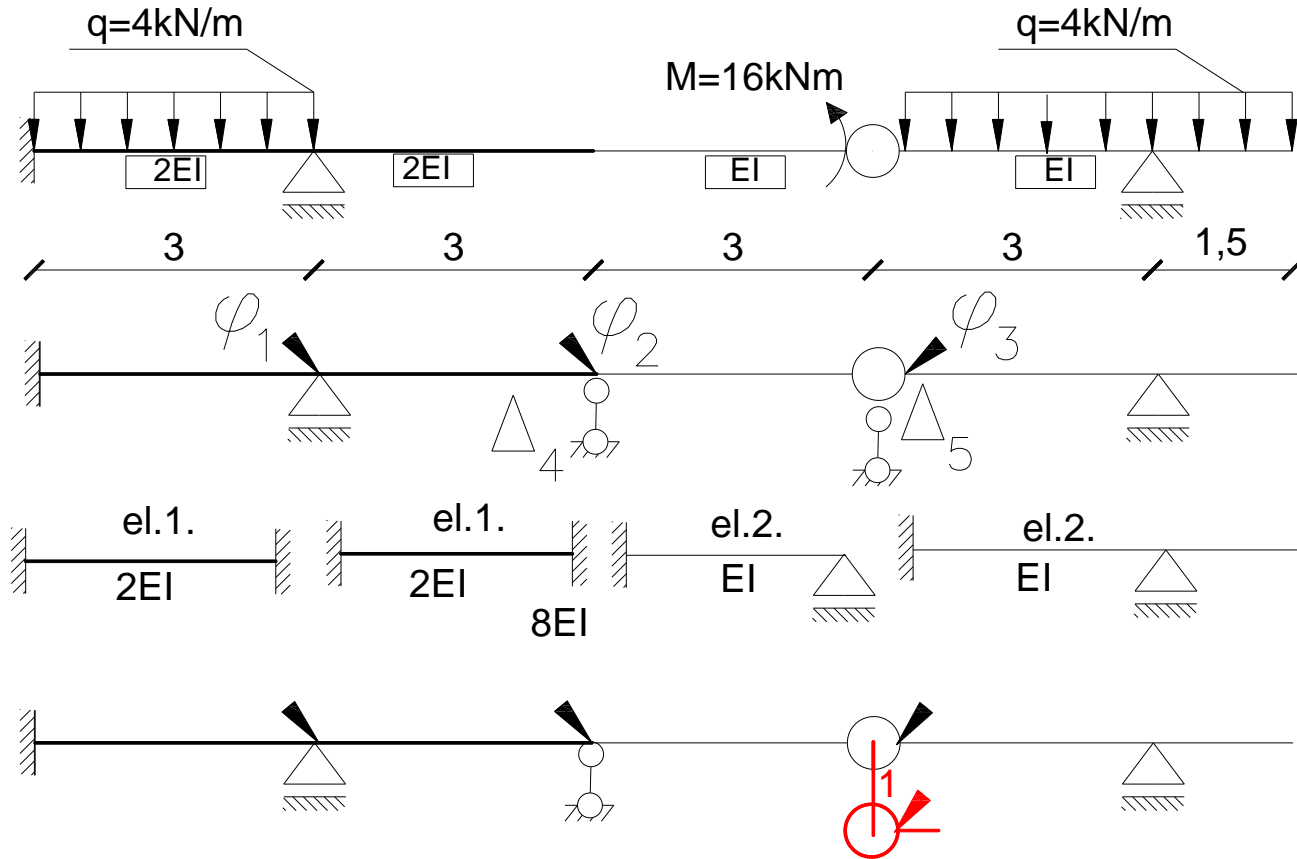 q=4kN/m q=4kN/m
M=16kNm
2EI 2EI EI EI
3 3 3 3 1,5
φ1 φ2 φ3
Δ4 Δ5
el.1. el.1. el.2. el.2.
2EI 2EI EI EI
8EI
1